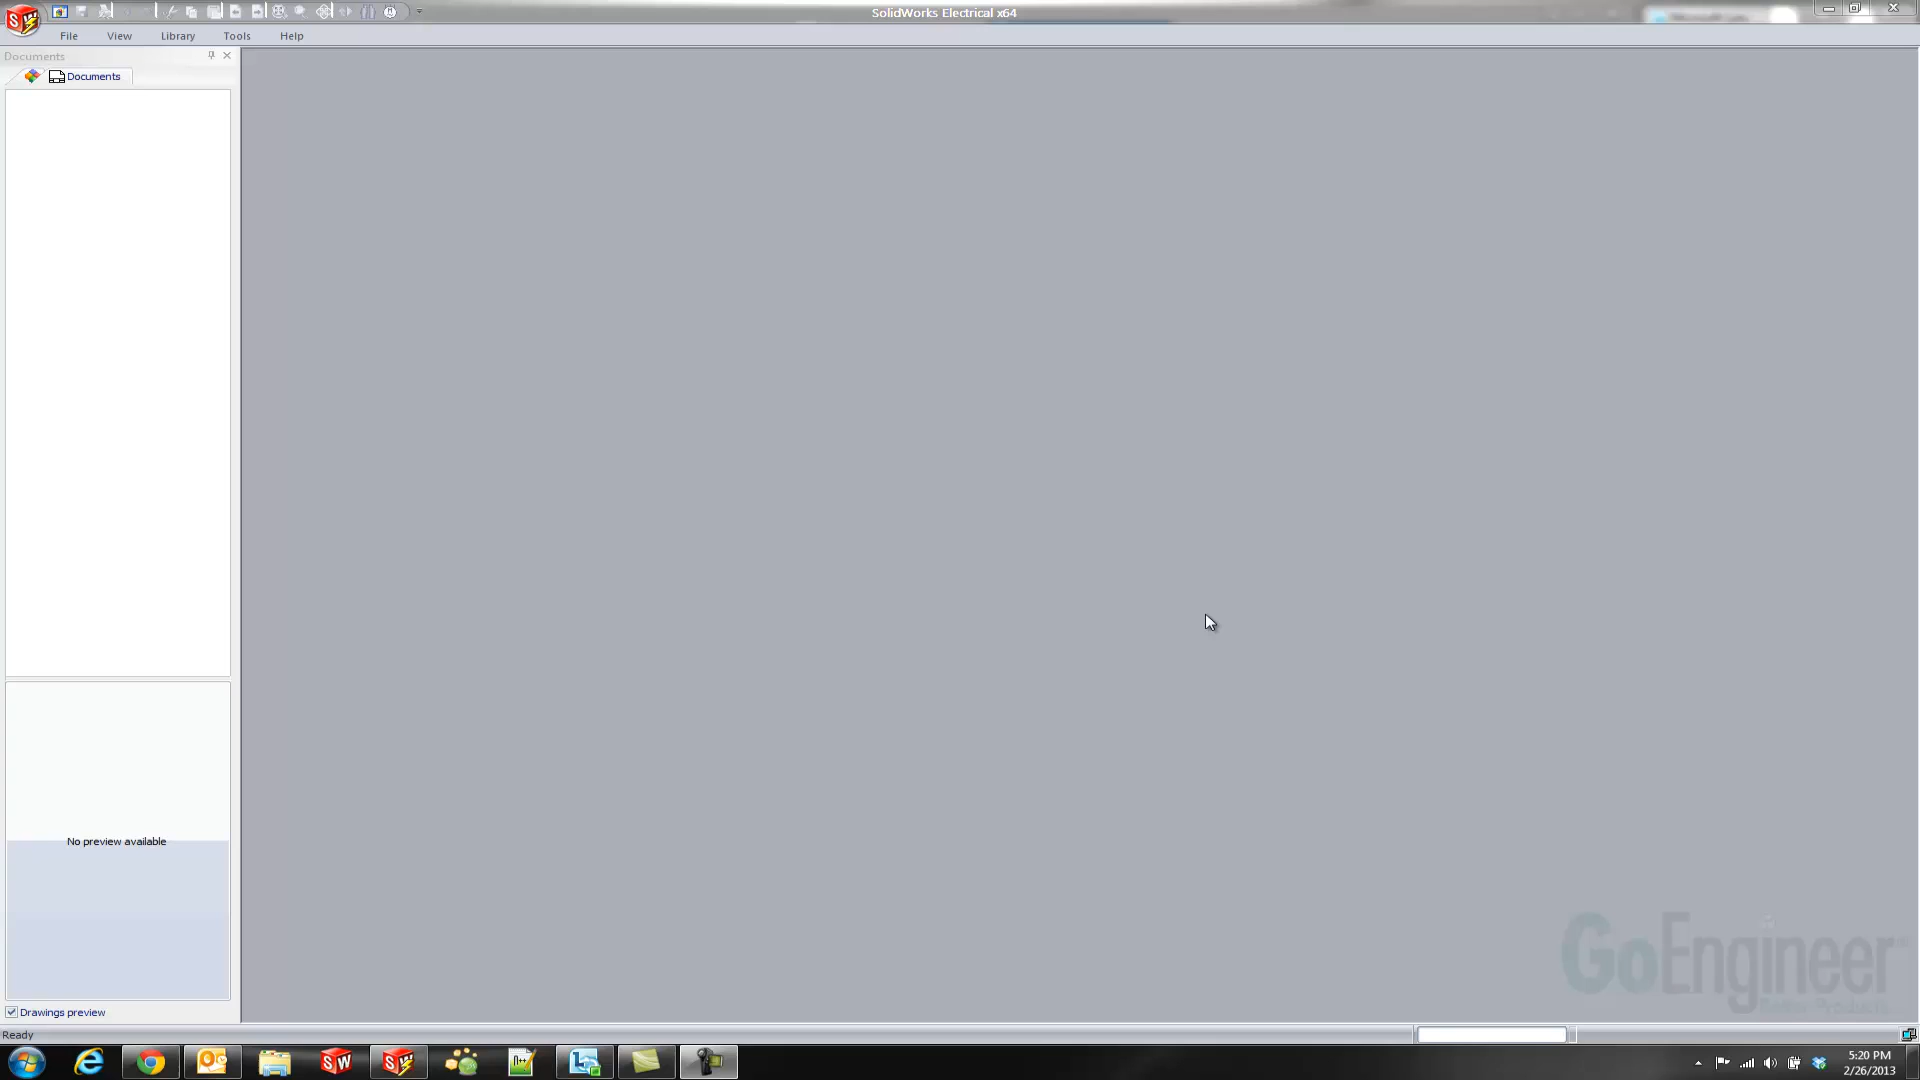 SolidWorks Electrical x64
File View Library Tools Help
Documents
Documents
No preview available
Drawings preview
GoEngineer
Ready
5:20 PM
2/26/2013